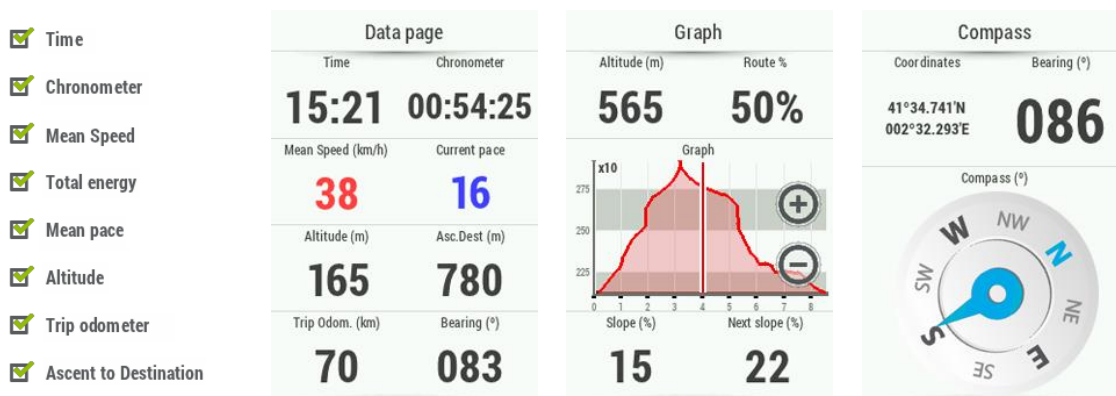 Time
Chronometer
Mean Speed
Total energy
Mean pace
Altitude
Trip odometer
Ascent to Destination
Data page
Time Chronometer
15:21 00:54:25
Mean Speed (km/h) Current pace
38 16
Altitude (m) Asc.Dest (m)
165 780
Trip Odom. (km) Bearing (º)
70 083
Graph
Altitude (m) Route %
565 50%
Graph
x10
275
250
225
0 1 2 3 4 5 6 7 8
Slope (%) Next slope (%)
15 22
Compass
Coordinates Bearing (º)
41°34.741'N
002°32.293'E
086
Compass (º)
W NW N
SW NE
S SE E